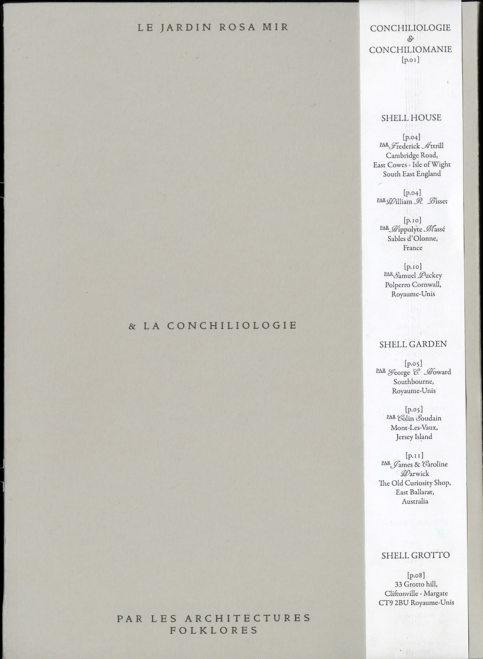 LE JARDIN ROSA MIR
& LA CONCHILIOLOGIE
PAR LES ARCHITECTURES
FOLKLORES
CONCHILIOLOGIE
&
CONCHILIOMANIE
[p.01]
SHELL HOUSE
[p.04]
PAR Frederick Attrill
Cambridge Road,
East Cowes - Isle of Wight
South East England
[p.04]
PAR William R. Buset
[p.10]
PAR Hippolyte Massé
Sables d'Olonne,
France
[p.10]
PAR Samuel Puckey
Polperro Cornwall,
Royaume-Unis
SHELL GARDEN
[p.05]
PAR George C Howard
Southbourne,
Royaume-Unis
[p.05]
PAR Colin Soudain
Mont-Les-Vaux,
Jersey Island
[p.11]
PAR James & Caroline
Warwick
The Old Curiosity Shop,
East Ballarat,
Australia
SHELL GROTTO
[p.08]
33 Grotto hill,
Cliftonville - Margate
CT9 2BU Royaume-Unis